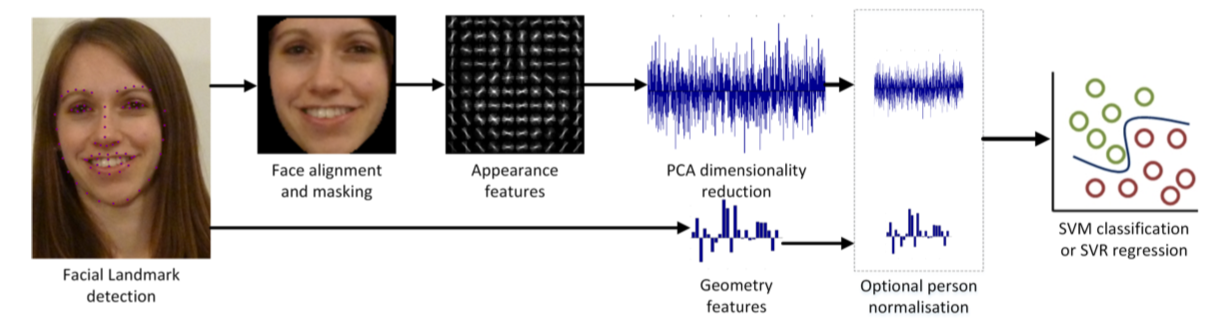 Face alignment
and masking
Appearance
features
PCA dimensionality
reduction
SVM classification
or SVR regression
Facial Landmark
detection
Geometry
features
Optional person
normalisation